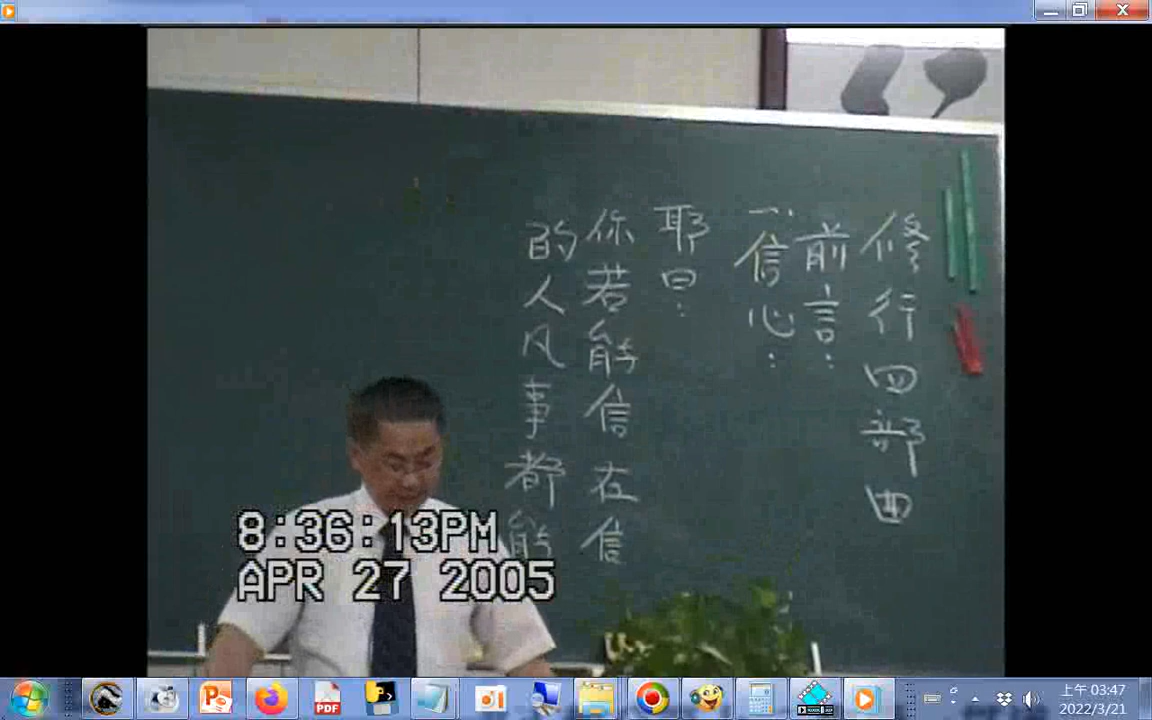 修行四部曲
前言：
一、信心：
耶曰：
你若能信在信
的人凡事都能
8:36:13PM
APR 27 2005
PDF
上午 03:47
2022/3/21